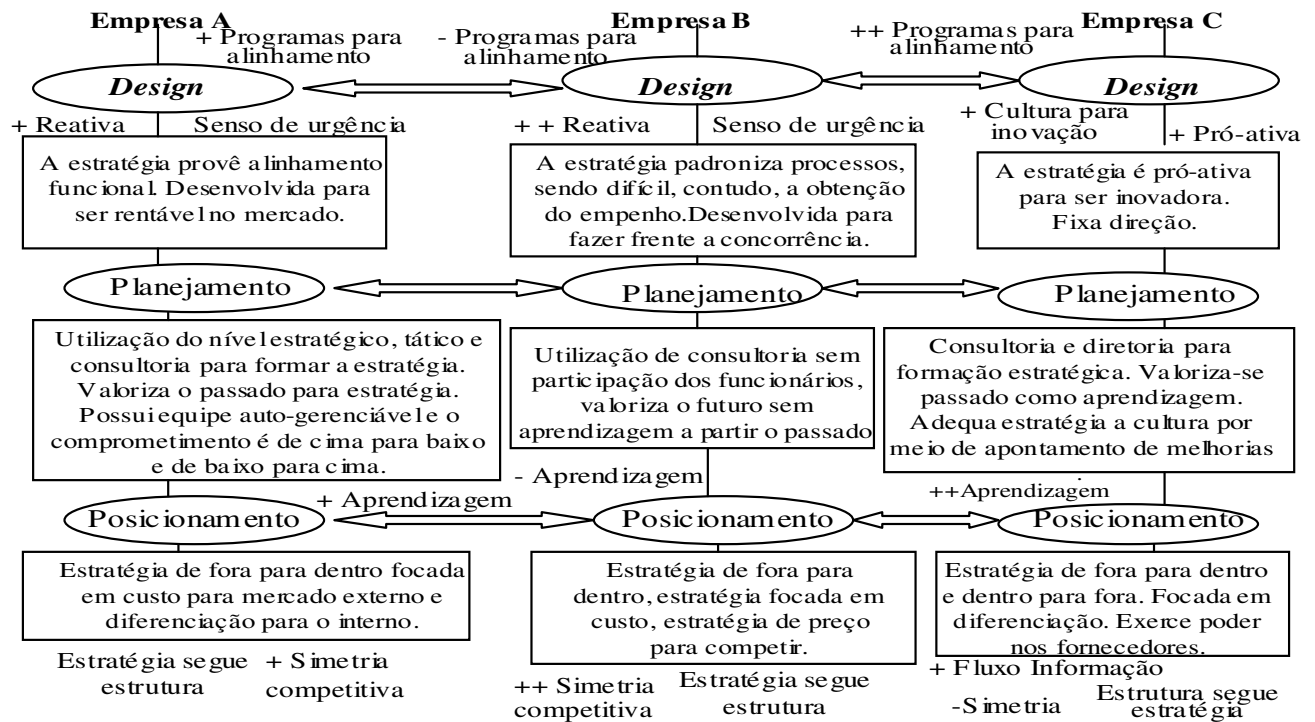 Empresa A
Empresa B
Empresa C
+ Programas para
alinhamento
- Programas para
alinhamento
++ Programas para
alinhamento
Design
Design
Design
+ Reativa
Senso de urgência
+ + Reativa
Senso de urgência
+ Cultura para
inovação
+ Pró-ativa
A estratégia provê alinhamento
funcional. Desenvolvida para
ser rentável no mercado.
A estratégia padroniza processos,
sendo difícil, contudo, a obtenção
do empenho.Desenvolvida para
fazer frente a concorrência.
A estratégia é pró-ativa
para ser inovadora.
Fixa direção.
Planejamento
Planejamento
Planejamento
Utilização do nível estratégico, tático e
consultoria para formar a estratégia.
Valoriza o passado para estratégia.
Possui equipe auto-gerenciável e o
comprometimento é de cima para baixo
e de baixo para cima.
Utilização de consultoria sem
participação dos funcionários,
valoriza o futuro sem
aprendizagem a partir o passado
Consultoria e diretoria para
formação estratégica. Valoriza-se
passado como aprendizagem.
Adequa estratégia a cultura por
meio de apontamento de melhorias
+ Aprendizagem
- Aprendizagem
++Aprendizagem
Posicionamento
Posicionamento
Posicionamento
Estratégia de fora para dentro focada
em custo para mercado externo e
diferenciação para o interno.
Estratégia de fora para
dentro, estratégia focada em
custo, estratégia de preço
para competir.
Estratégia de fora para dentro
e dentro para fora. Focada em
diferenciação. Exerce poder
nos fornecedores.
Estratégia segue
estrutura
+ Simetria
competitiva
++ Simetria
competitiva
Estratégia segue
estrutura
+ Fluxo Informação
-Simetria
Estrutura segue
estratégia